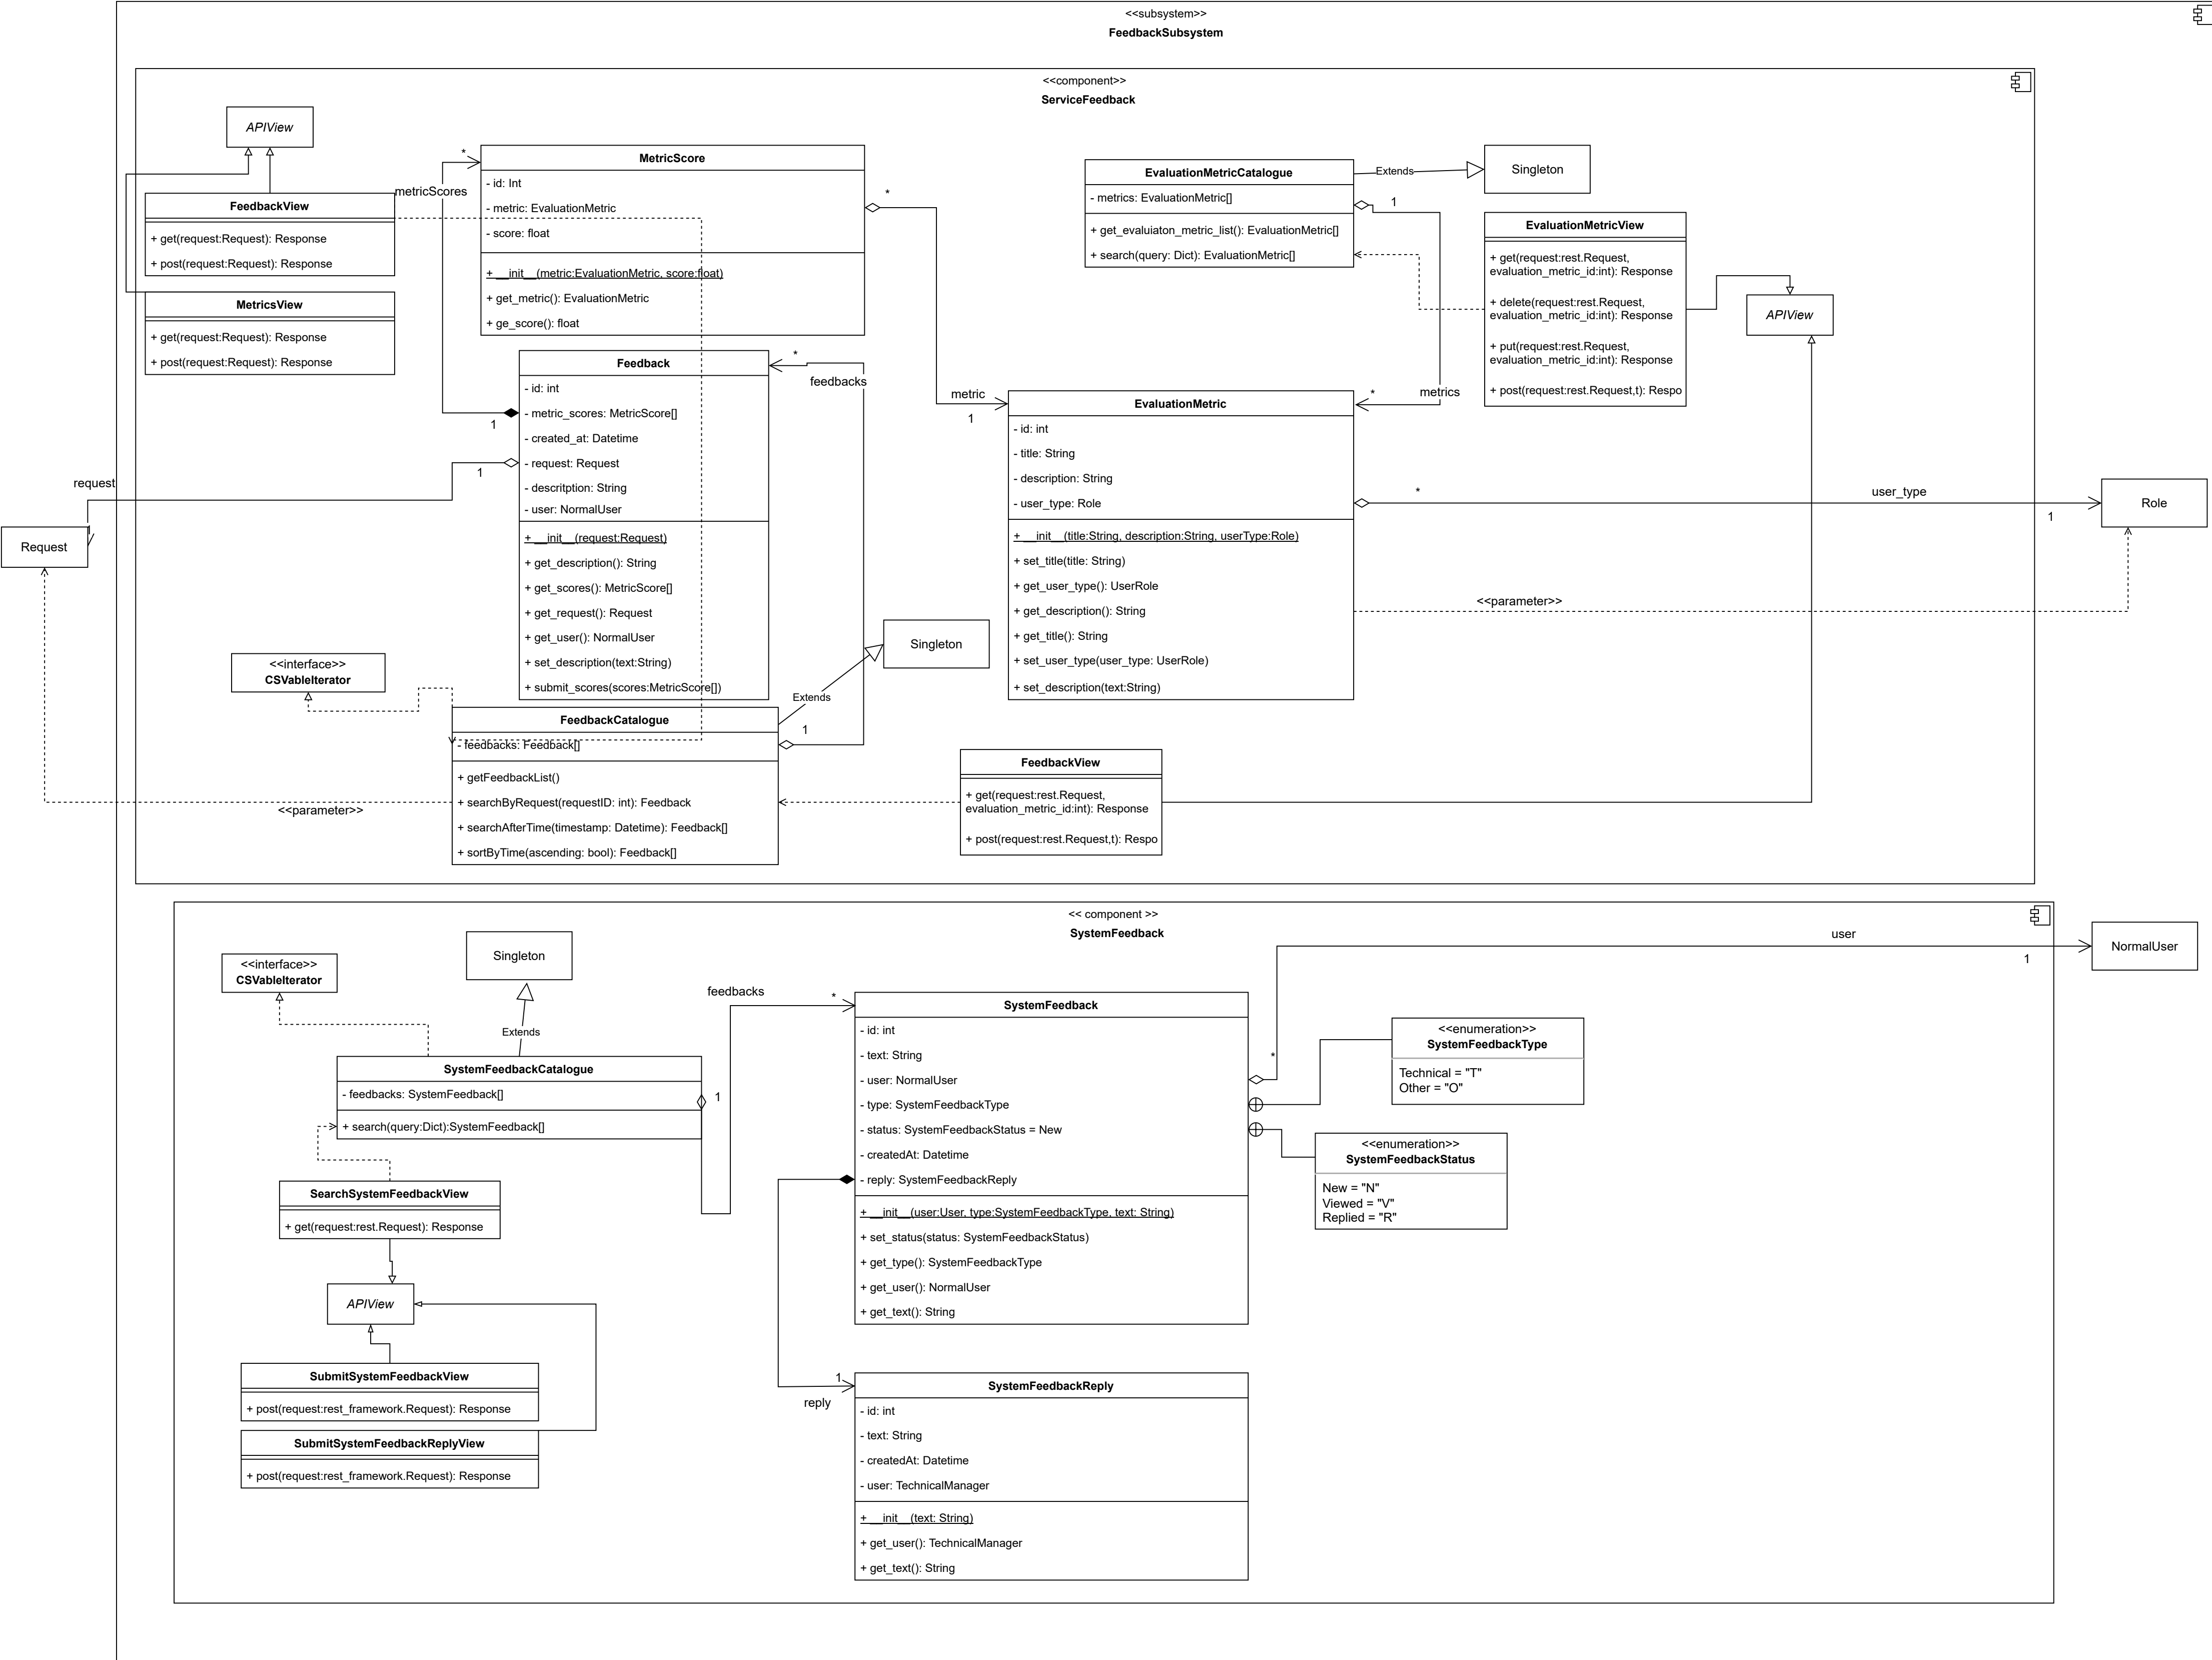 <<subsystem>>
FeedbackSubsystem
<<component>>
ServiceFeedback
APIView
FeedbackView
+ get(request:Request): Response
+ post(request:Request): Response
MetricsView
+ get(request:Request): Response
+ post(request:Request): Response
*
metricScores
MetricScore
- id: Int
- metric: EvaluationMetric
- score: float
+ __init__(metric:EvaluationMetric, score:float)
+ get_metric(): EvaluationMetric
+ ge_score(): float
*
metric
1
EvaluationMetricCatalogue
- metrics: EvaluationMetric[]
+ get_evaluiaton_metric_list(): EvaluationMetric[]
+ search(query: Dict): EvaluationMetric[]
Extends
Singleton
1
metrics
*
EvaluationMetricView
+ get(request:rest.Request,
evaluation_metric_id:int): Response
+ delete(request:rest.Request,
evaluation_metric_id:int): Response
+ put(request:rest.Request,
evaluation_metric_id:int): Response
+ post(request:rest.Request,t): Respo
APIView
Feedback
- id: int
- metric_scores: MetricScore[]
- created_at: Datetime
- request: Request
- descritption: String
- user: NormalUser
+ __init__(request:Request)
+ get_description(): String
+ get_scores(): MetricScore[]
+ get_request(): Request
+ get_user(): NormalUser
+ set_description(text:String)
+ submit_scores(scores:MetricScore[])
*
feedbacks
1
1
request
1
Request
EvaluationMetric
- id: int
- title: String
- description: String
- user_type: Role
+ __init__(title:String, description:String, userType:Role)
+ set_title(title: String)
+ get_user_type(): UserRole
+ get_description(): String
+ get_title(): String
+ set_user_type(user_type: UserRole)
+ set_description(text:String)
*
user_type
1
Role
<<parameter>>
<<interface>>
CSVableIterator
Singleton
Extends
1
FeedbackCatalogue
- feedbacks: Feedback[]
+ getFeedbackList()
+ searchByRequest(requestID: int): Feedback
+ searchAfterTime(timestamp: Datetime): Feedback[]
+ sortByTime(ascending: bool): Feedback[]
<<parameter>>
FeedbackView
+ get(request:rest.Request,
evaluation_metric_id:int): Response
+ post(request:rest.Request,t): Respo
<< component >>
SystemFeedback
<<interface>>
CSVableIterator
Singleton
Extends
SystemFeedbackCatalogue
- feedbacks: SystemFeedback[]
+ search(query:Dict):SystemFeedback[]
1
feedbacks
*
SearchSystemFeedbackView
+ get(request:rest.Request): Response
APIView
SubmitSystemFeedbackView
+ post(request:rest_framework.Request): Response
SubmitSystemFeedbackReplyView
+ post(request:rest_framework.Request): Response
SystemFeedback
- id: int
- text: String
- user: NormalUser
- type: SystemFeedbackType
- status: SystemFeedbackStatus = New
- createdAt: Datetime
- reply: SystemFeedbackReply
+ __init__(user:User, type:SystemFeedbackType, text: String)
+ set_status(status: SystemFeedbackStatus)
+ get_type(): SystemFeedbackType
+ get_user(): NormalUser
+ get_text(): String
*
user
1
NormalUser
<<enumeration>>
SystemFeedbackType
Technical = "T"
Other = "O"
<<enumeration>>
SystemFeedbackStatus
New = "N"
Viewed = "V"
Replied = "R"
1
reply
SystemFeedbackReply
- id: int
- text: String
- createdAt: Datetime
- user: TechnicalManager
+ __init__(text: String)
+ get_user(): TechnicalManager
+ get_text(): String